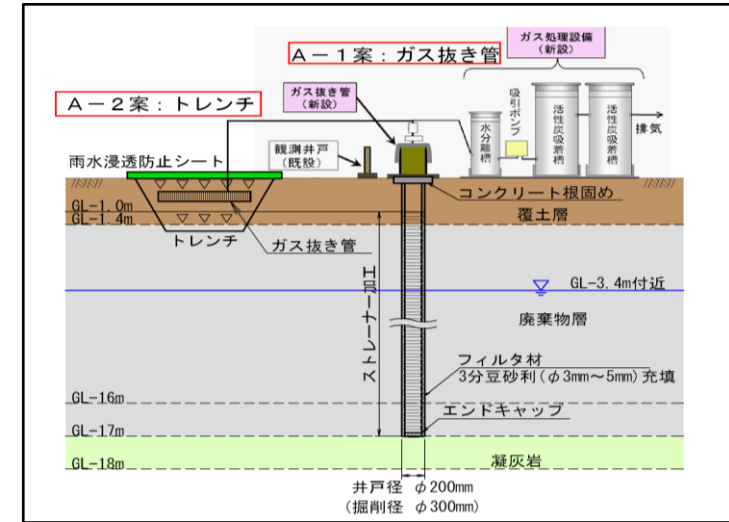 ガス処理設備
(新設)
A-1案:ガス抜き管
ガス抜き管
(新設)
A-2案:トレンチ
吸引ポンプ
水分離槽
活性炭吸着槽
活性炭吸着槽
排気
観測井戸
(既設)
雨水浸透防止シート
コンクリート根固め
GL-1.0m
GL-1.4m
覆土層
トレンチ
ガス抜き管
ストレーナー加工
GL-3.4m付近
廃棄物層
フィルタ材
3分豆砂利(φ3mm~5mm)充填
GL-16m
エンドキャップ
GL-17m
凝灰岩
GL-18m
井戸径 φ200mm
(掘削径 φ300mm)